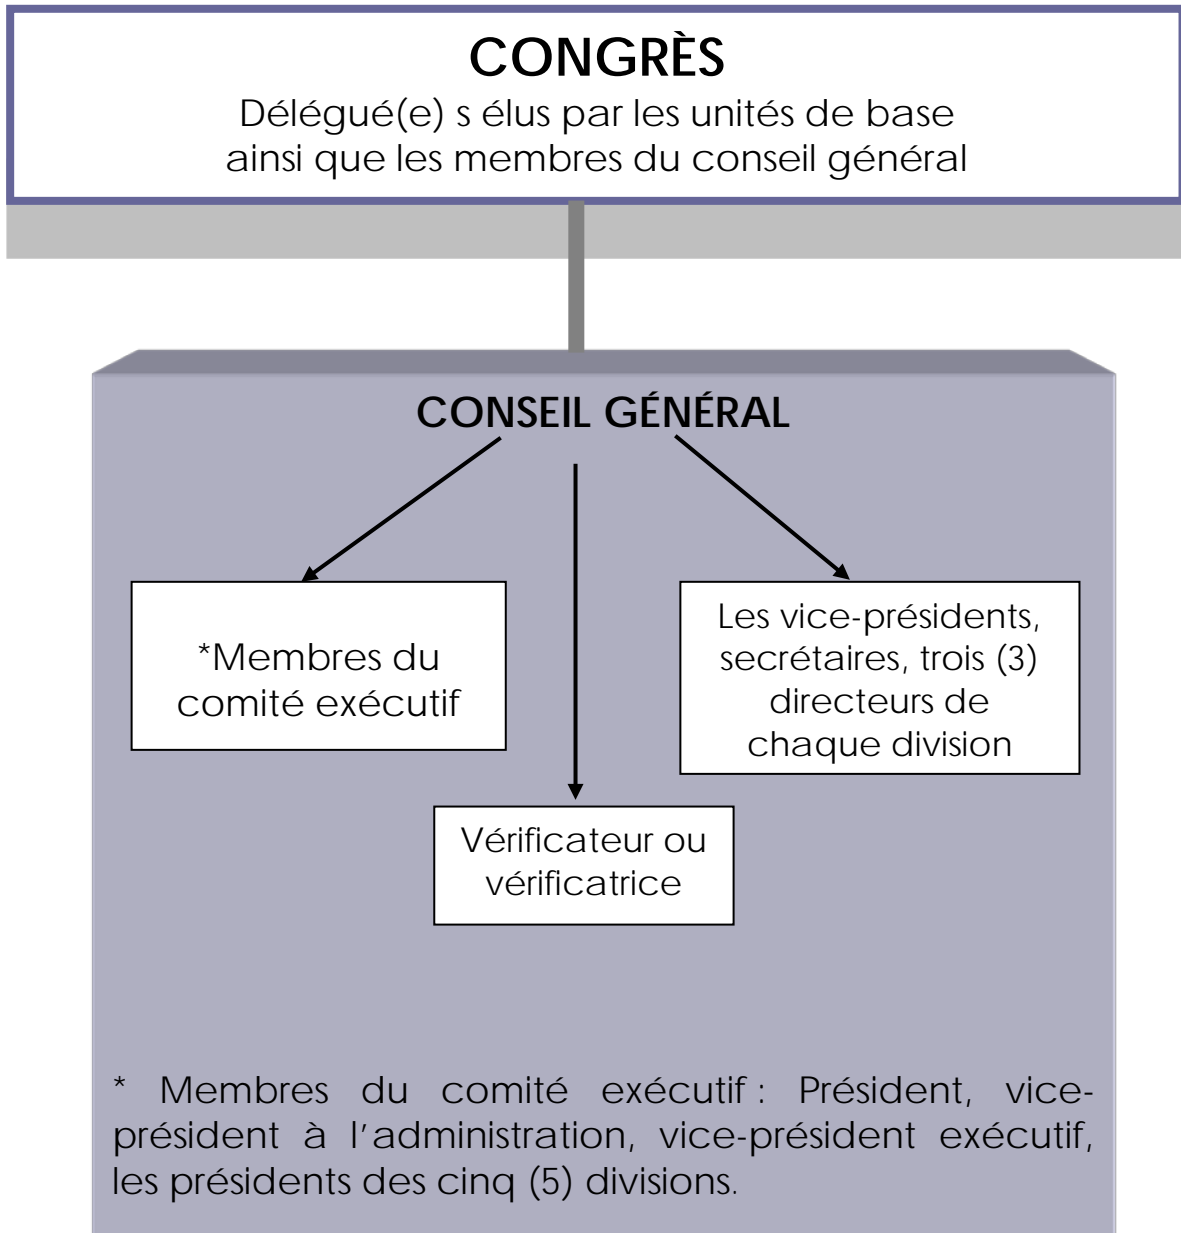 CONGRÈS
Délégué(e) s élus par les unités de base
ainsi que les membres du conseil général
CONSEIL GÉNÉRAL
*Membres du
comité exécutif
Les vice-présidents,
secrétaires, trois (3)
directeurs de
chaque division
Vérificateur ou
vérificatrice
* Membres du comité exécutif : Président, vice-
président à l'administration, vice-président exécutif,
les présidents des cinq (5) divisions.